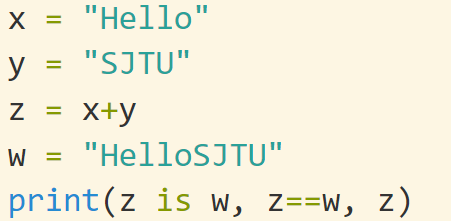 x = "Hello"
y = "SJTU"
z = x+y
w = "HelloSJTU"
print(z is w, z==w, z)